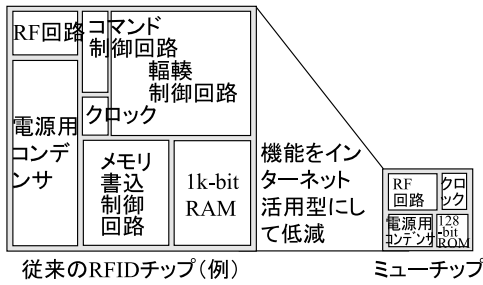 RF回路
コマンド
制御回路
輻輳
制御回路
クロック
電源用
コンデ
ンサ
メモリ
書込
制御
回路
1k-bit
RAM
機能をイン
ターネット
活用型にし
て低減
RF
回路
クロ
ック
電源用
コンデンサ
128
-bit
ROM
従来のRFIDチップ（例）
ミューチップ